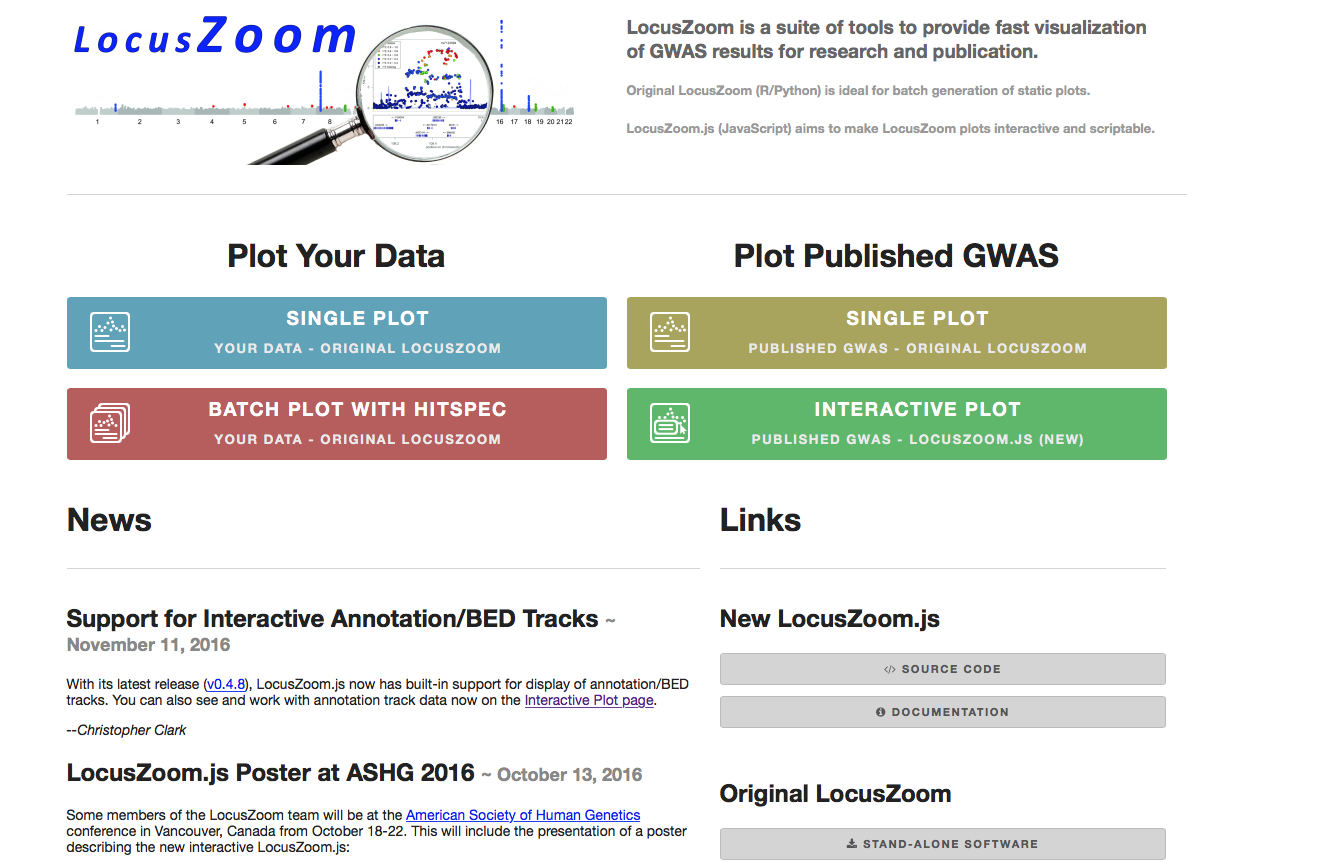 LocusZoom
LocusZoom is a suite of tools to provide fast visualization
of GWAS results for research and publication.
Original LocusZoom (R/Python) is ideal for batch generation of static plots.
LocusZoom.js (JavaScript) aims to make LocusZoom plots interactive and scriptable.
1 2 3 4 5 6 7 8 16 17 18 19 20 21 22
Plot Your Data
Plot Published GWAS
SINGLE PLOT
YOUR DATA - ORIGINAL LOCUSZOOM
SINGLE PLOT
PUBLISHED GWAS - ORIGINAL LOCUSZOOM
BATCH PLOT WITH HITSPEC
YOUR DATA - ORIGINAL LOCUSZOOM
INTERACTIVE PLOT
PUBLISHED GWAS - LOCUSZOOM.JS (NEW)
News
Support for Interactive Annotation/BED Tracks ~
November 11, 2016
With its latest release (v0.4.8), LocusZoom.js now has built-in support for display of annotation/BED
tracks. You can also see and work with annotation track data now on the Interactive Plot page.
--Christopher Clark
LocusZoom.js Poster at ASHG 2016 ~ October 13, 2016
Some members of the LocusZoom team will be at the American Society of Human Genetics
conference in Vancouver, Canada from October 18-22. This will include the presentation of a poster
describing the new interactive LocusZoom.js:
Links
New LocusZoom.js
</> SOURCE CODE
DOCUMENTATION
Original LocusZoom
STAND-ALONE SOFTWARE